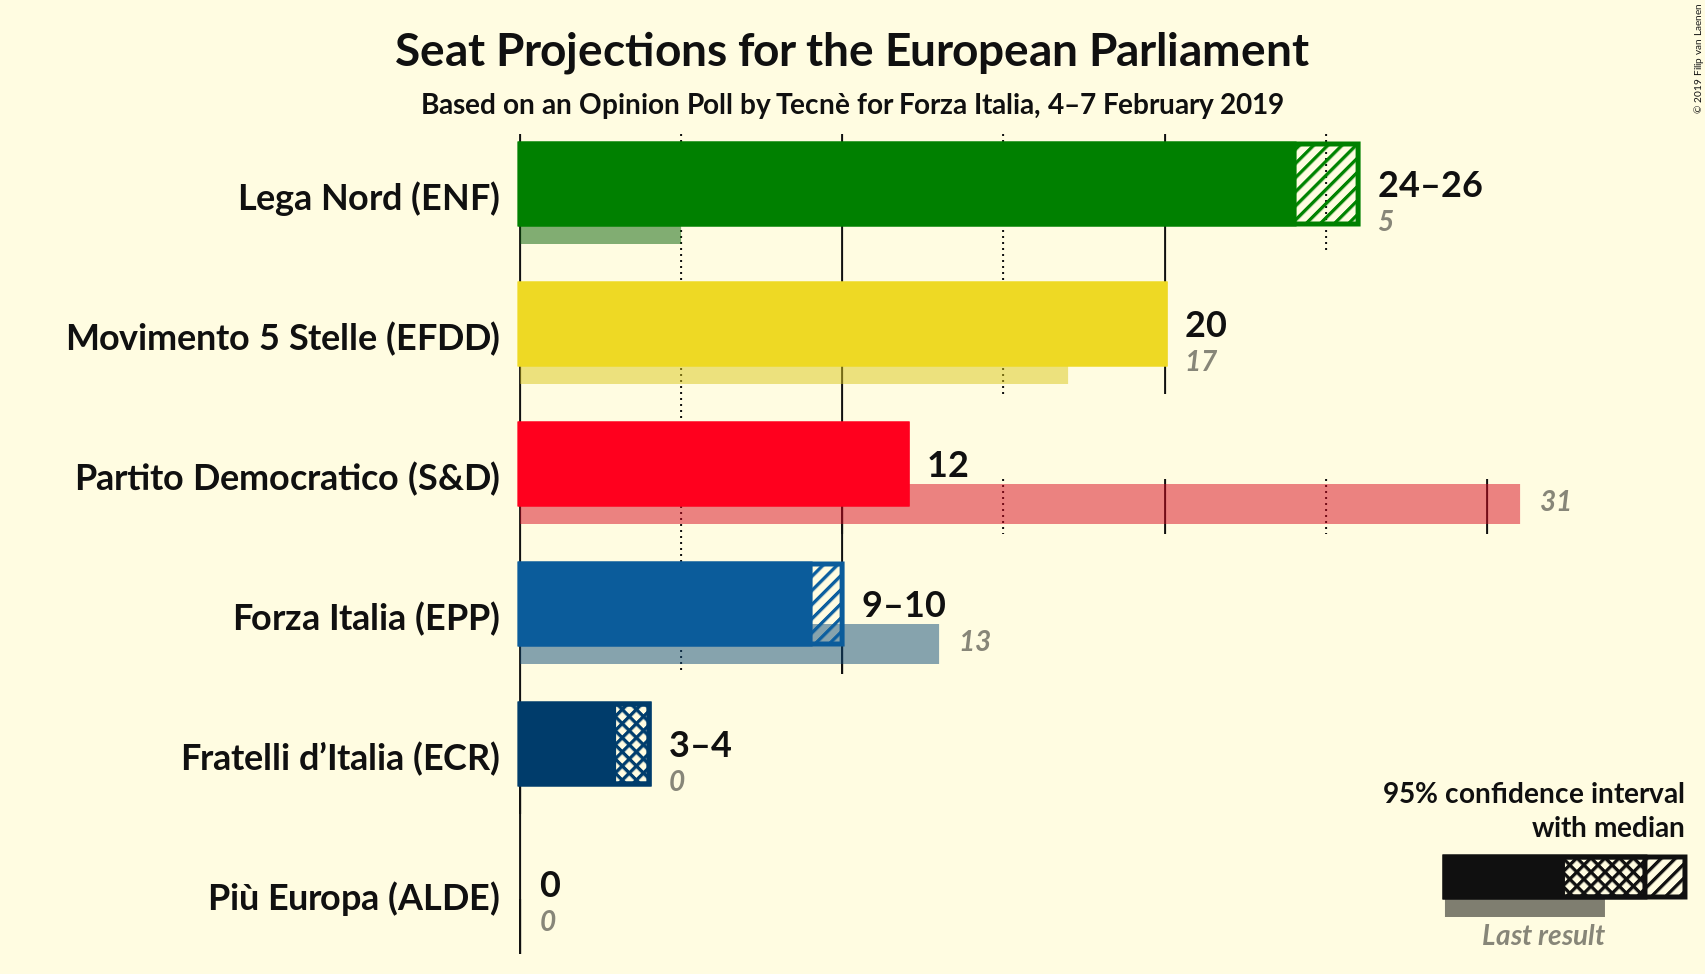 Seat Projections for the European Parliament
Based on an Opinion Poll by Tecnè for Forza Italia, 4–7 February 2019
© 2019 Filip van Laenen
Lega Nord (ENF)
24–26
5
Movimento 5 Stelle (EFDD)
20
17
Partito Democratico (S&D)
12
31
Forza Italia (EPP)
9–10
13
Fratelli d’Italia (ECR)
3–4
0
Più Europa (ALDE)
0
0
95% confidence interval
with median
Last result